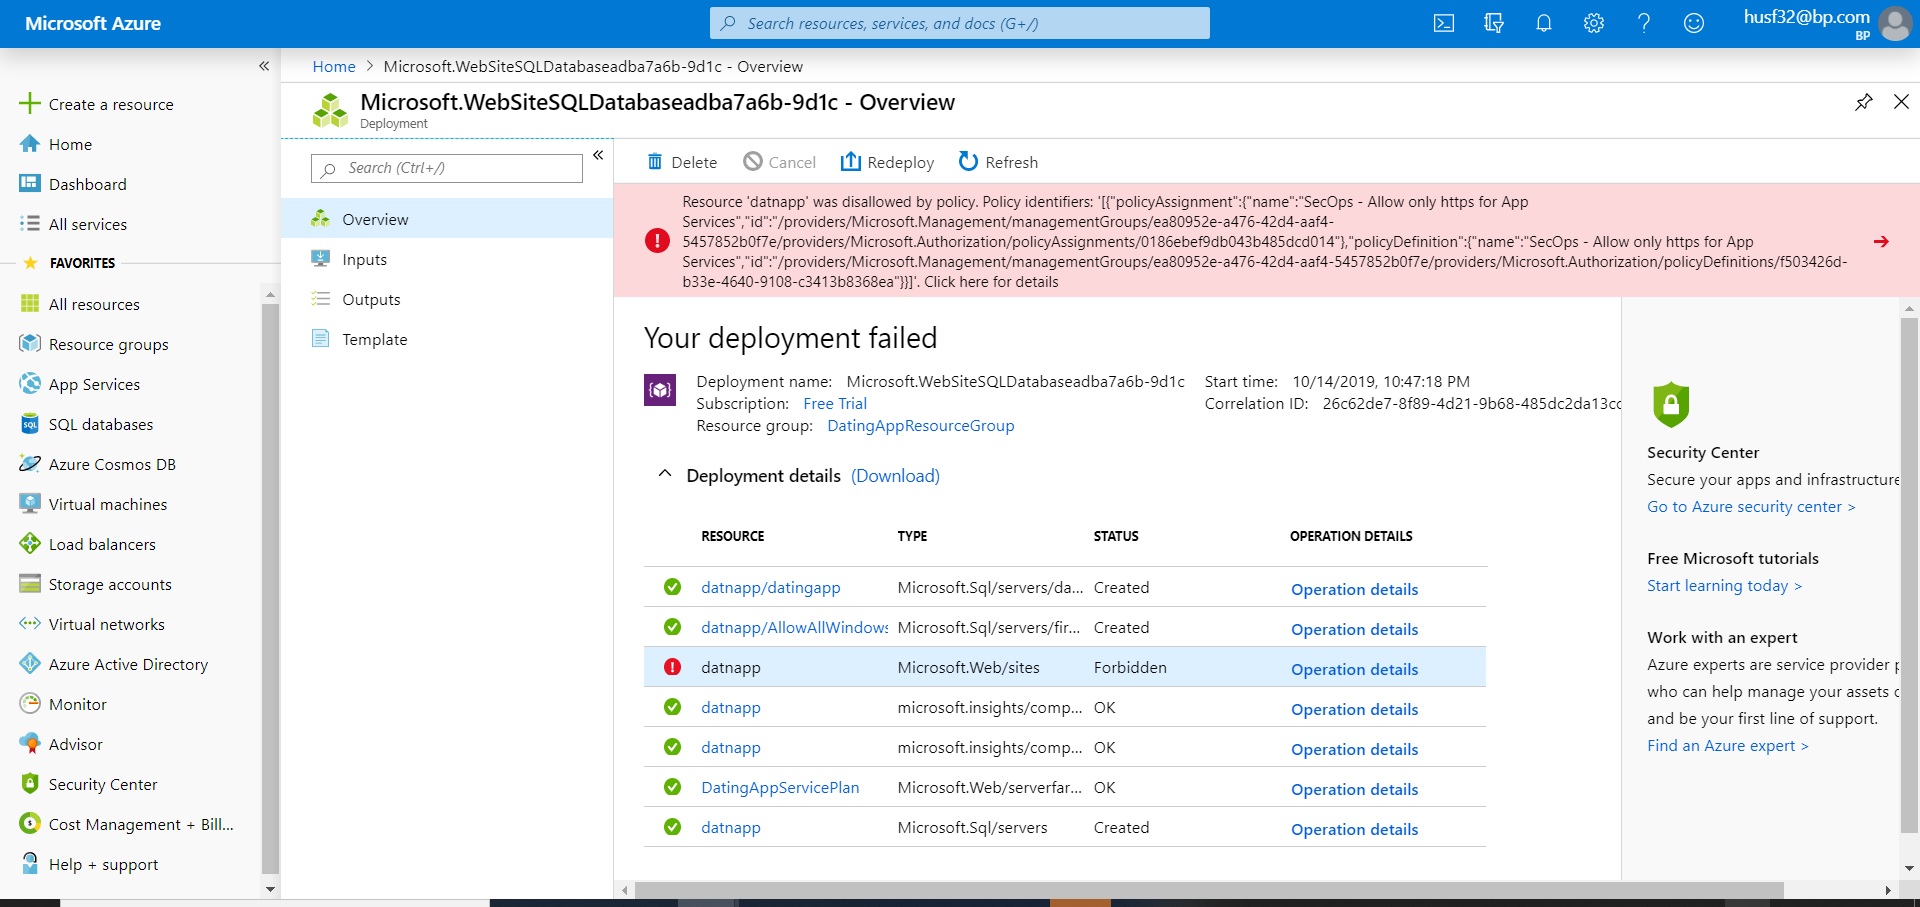 Microsoft Azure
Search resources, services, and docs (G+/)
husf32@bp.com
BP
Create a resource
Home
Dashboard
All services
FAVORITES
All resources
Resource groups
App Services
SQL databases
Azure Cosmos DB
Virtual machines
Load balancers
Storage accounts
Virtual networks
Azure Active Directory
Monitor
Advisor
Security Center
Cost Management + Bill...
Help + support
Home > Microsoft.WebSiteSQLDatabaseadba7a6b-9d1c - Overview
Microsoft.WebSiteSQLDatabaseadba7a6b-9d1c - Overview
Deployment
Search (Ctrl+/)
Overview
Inputs
Outputs
Template
Delete Cancel Redeploy Refresh
Resource 'datnapp' was disallowed by policy. Policy identifiers: '[{"policyAssignment":{"name":"SecOps - Allow only https for App
Services","id":"/providers/Microsoft.Management/managementGroups/ea80952e-a476-42d4-aaf4-
5457852b0f7e/providers/Microsoft.Authorization/policyAssignments/0186ebef9db043b485dcd014"},"policyDefinition":{"name":"SecOps - Allow only https for App
Services","id":"/providers/Microsoft.Management/managementGroups/ea80952e-a476-42d4-aaf4-5457852b0f7e/providers/Microsoft.Authorization/policyDefinitions/f503426d-
b33e-4640-9108-c3413b8368ea"}}]'. Click here for details
Your deployment failed
Deployment name: Microsoft.WebSiteSQLDatabaseadba7a6b-9d1c
Subscription: Free Trial
Resource group: DatingAppResourceGroup
Start time: 10/14/2019, 10:47:18 PM
Correlation ID: 26c62de7-8f89-4d21-9b68-485dc2da13cc
Deployment details (Download)
RESOURCE TYPE STATUS OPERATION DETAILS
datnapp/datingapp Microsoft.Sql/servers/da... Created Operation details
datnapp/AllowAllWindows Microsoft.Sql/servers/fir... Created Operation details
datnapp Microsoft.Web/sites Forbidden Operation details
datnapp microsoft.insights/comp... OK Operation details
datnapp microsoft.insights/comp... OK Operation details
DatingAppServicePlan Microsoft.Web/serverfar... OK Operation details
datnapp Microsoft.Sql/servers Created Operation details
Security Center
Secure your apps and infrastructure
Go to Azure security center >
Free Microsoft tutorials
Start learning today >
Work with an expert
Azure experts are service provider p
who can help manage your assets c
and be your first line of support.
Find an Azure expert >